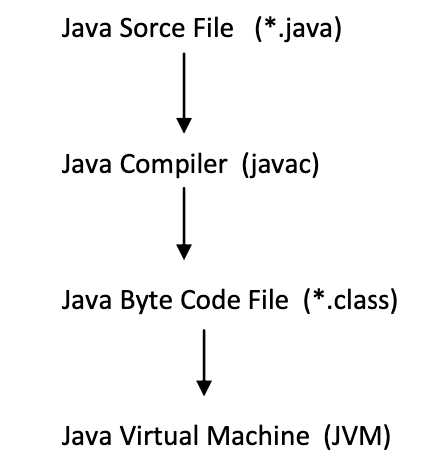 Java Sorce File (*.java)
Java Compiler (javac)
Java Byte Code File (*.class)
Java Virtual Machine (JVM)